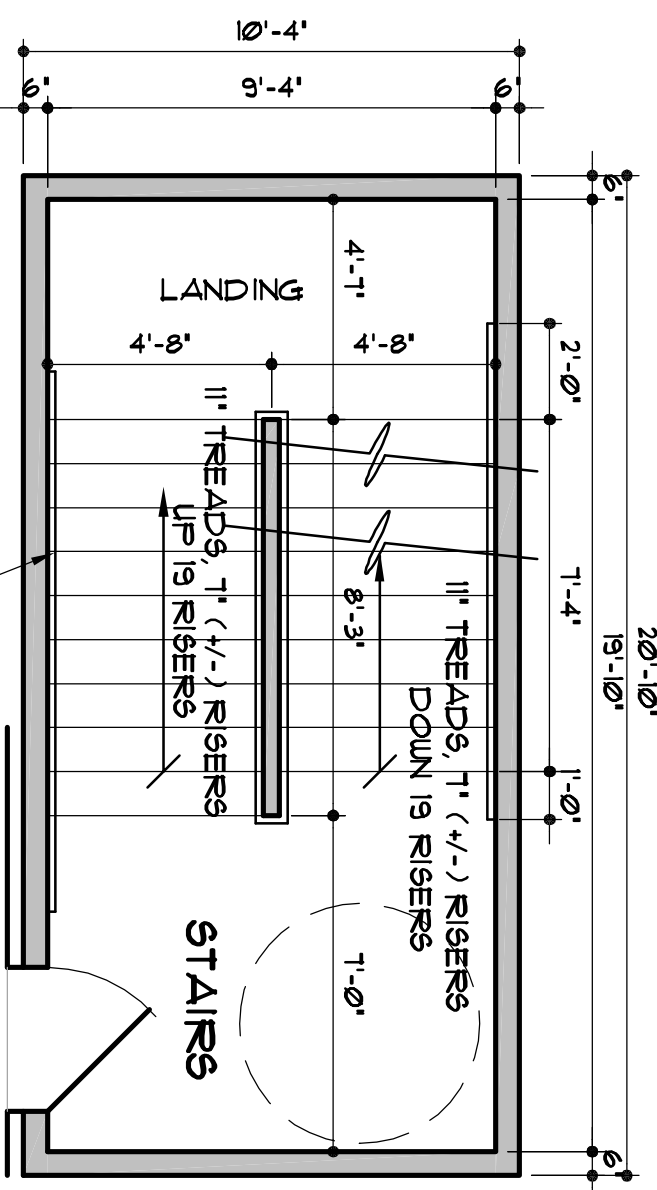 10'-4"
6"
9'-4"
6"
6"
4'-7"
LANDING
4'-8"
4'-8"
2'-0"
11" TREADS, 7" (+/-) RISERS
UP 19 RISERS
8'-3"
11" TREADS, 7" (+/-) RISERS
DOWN 19 RISERS
7'-4"
19'-10"
20'-10"
1'-0"
STAIRS
7'-0"
6"